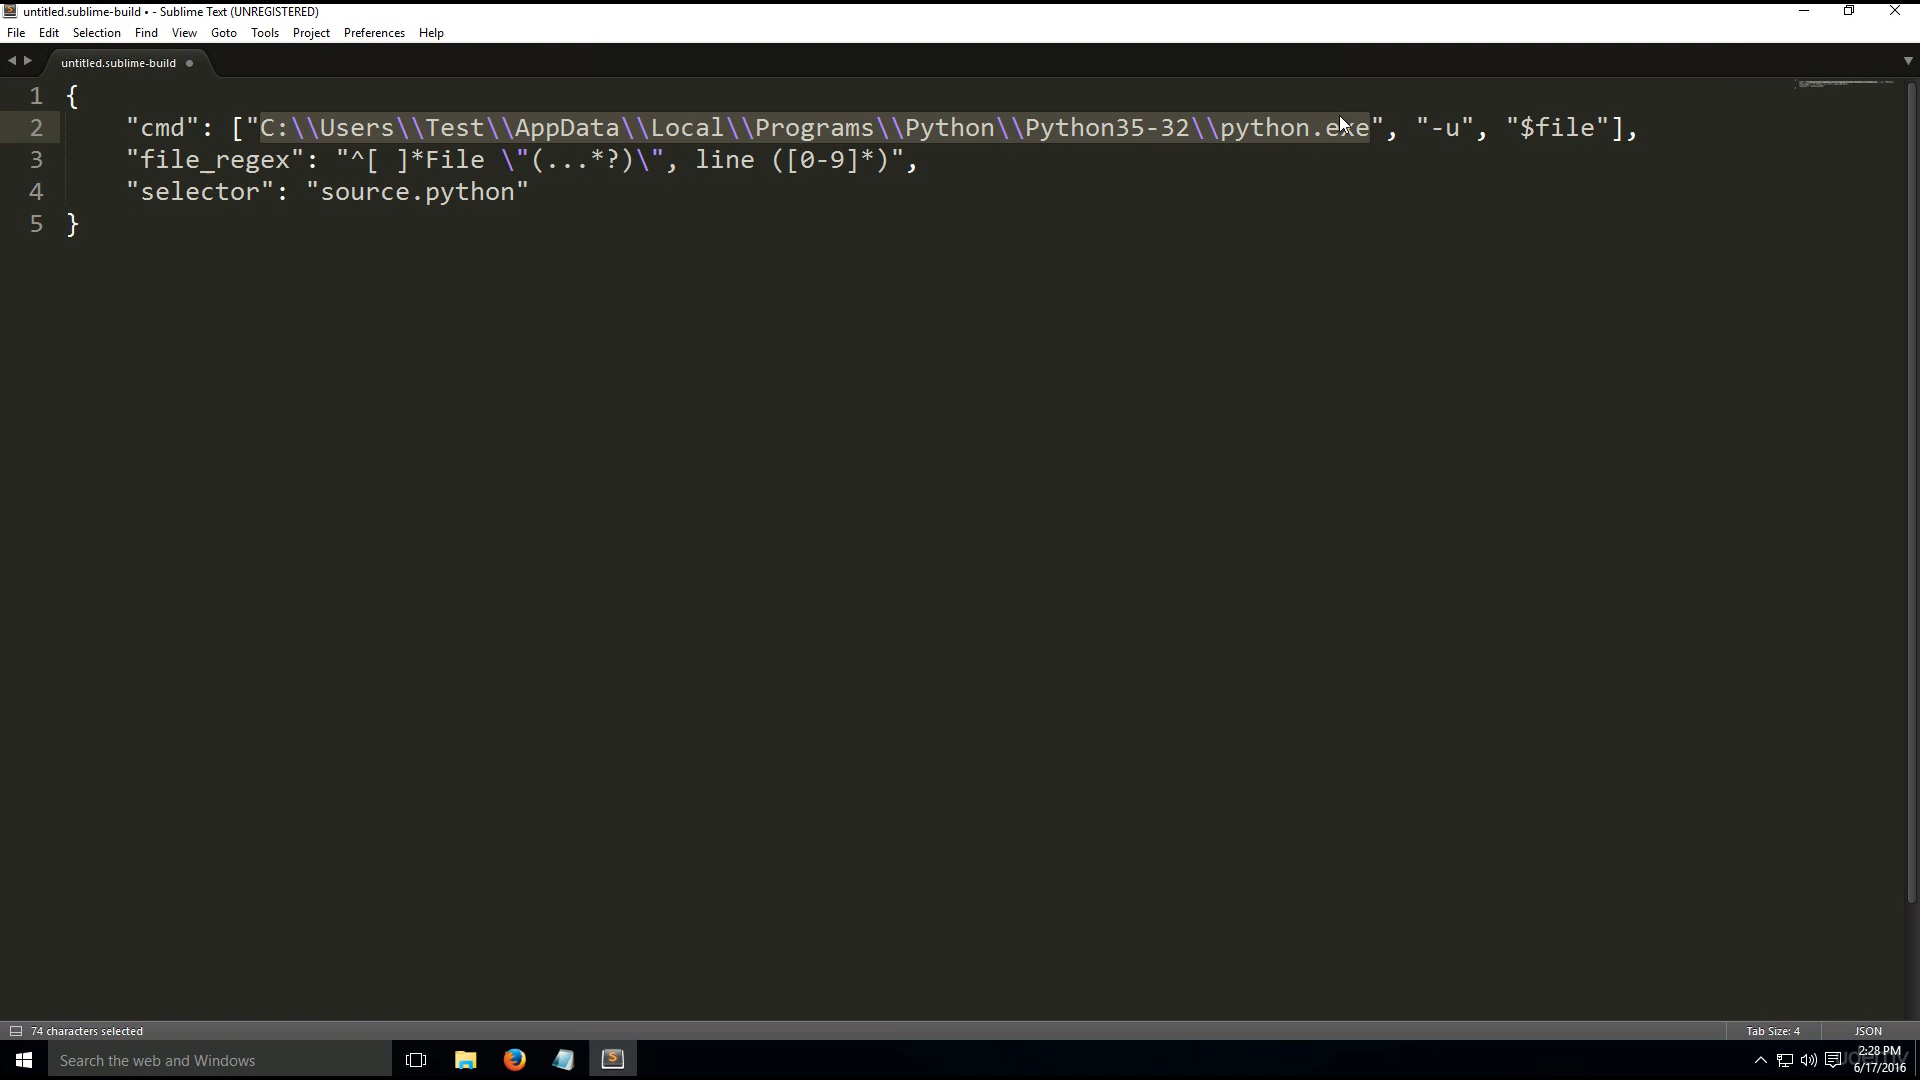 untitled.sublime-build • - Sublime Text (UNREGISTERED)
File Edit Selection Find View Goto Tools Project Preferences Help
untitled.sublime-build
1 {
2 "cmd": ["C:\\Users\\Test\\AppData\\Local\\Programs\\Python\\Python35-32\\python.exe", "-u", "$file"],
3 "file_regex": "^[ ]*File \"(...*?)\", line ([0-9]*)",
4 "selector": "source.python"
5 }
74 characters selected
Tab Size: 4
JSON
Search the web and Windows
2:28 PM
6/17/2016
udemy